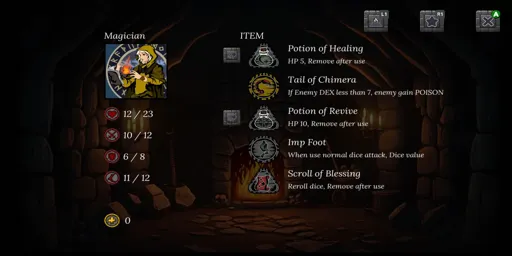 L1
R1
A
Magician
ITEM
Potion of Healing
HP 5, Remove after use
Tail of Chimera
If Enemy DEX less than 7, enemy gain POISON
12 / 23
Potion of Revive
HP 10, Remove after use
10 / 12
Imp Foot
When use normal dice attack, Dice value
6 / 8
Scroll of Blessing
Reroll dice, Remove after use
11 / 12
0